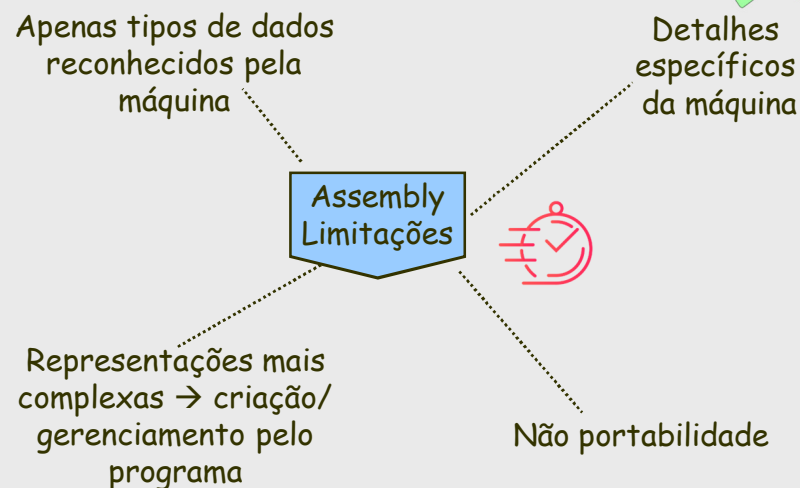 Apenas tipos de dados
reconhecidos pela
máquina
Detalhes
específicos
da máquina
Assembly
Limitações
Representações mais
complexas → criação/
gerenciamento pelo
programa
Não portabilidade